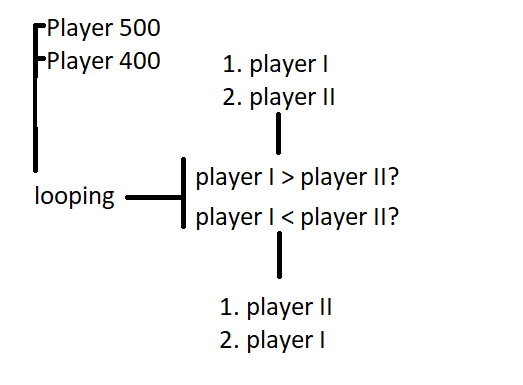 Player 500
Player 400
1. player I
2. player II
player I > player II?
looping
player I < player II?
1. player II
2. player I